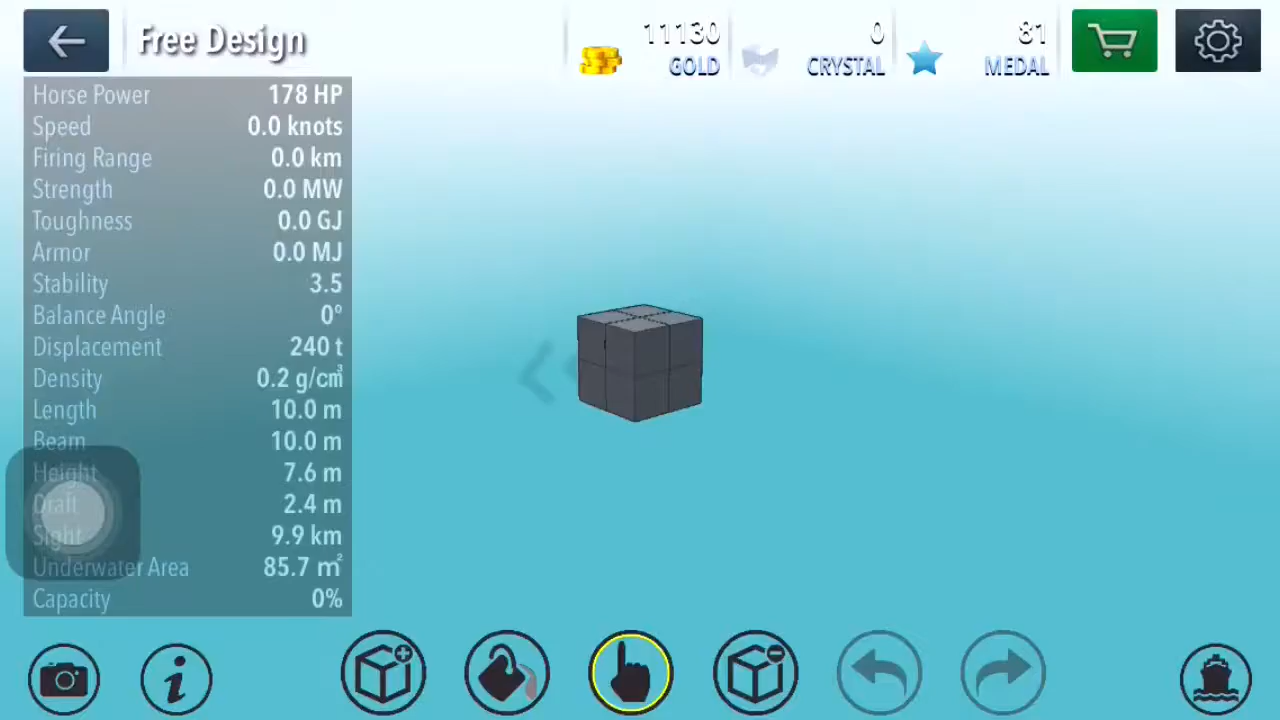 Free Design
11130 GOLD
0 CRYSTAL
81 MEDAL
Horse Power 178 HP
Speed 0.0 knots
Firing Range 0.0 km
Strength 0.0 MW
Toughness 0.0 GJ
Armor 0.0 MJ
Stability 3.5
Balance Angle 0°
Displacement 240 t
Density 0.2 g/cm³
Length 10.0 m
Beam 10.0 m
Height 7.6 m
Draft 2.4 m
Sight 9.9 km
Underwater Area 85.7 m²
Capacity 0%